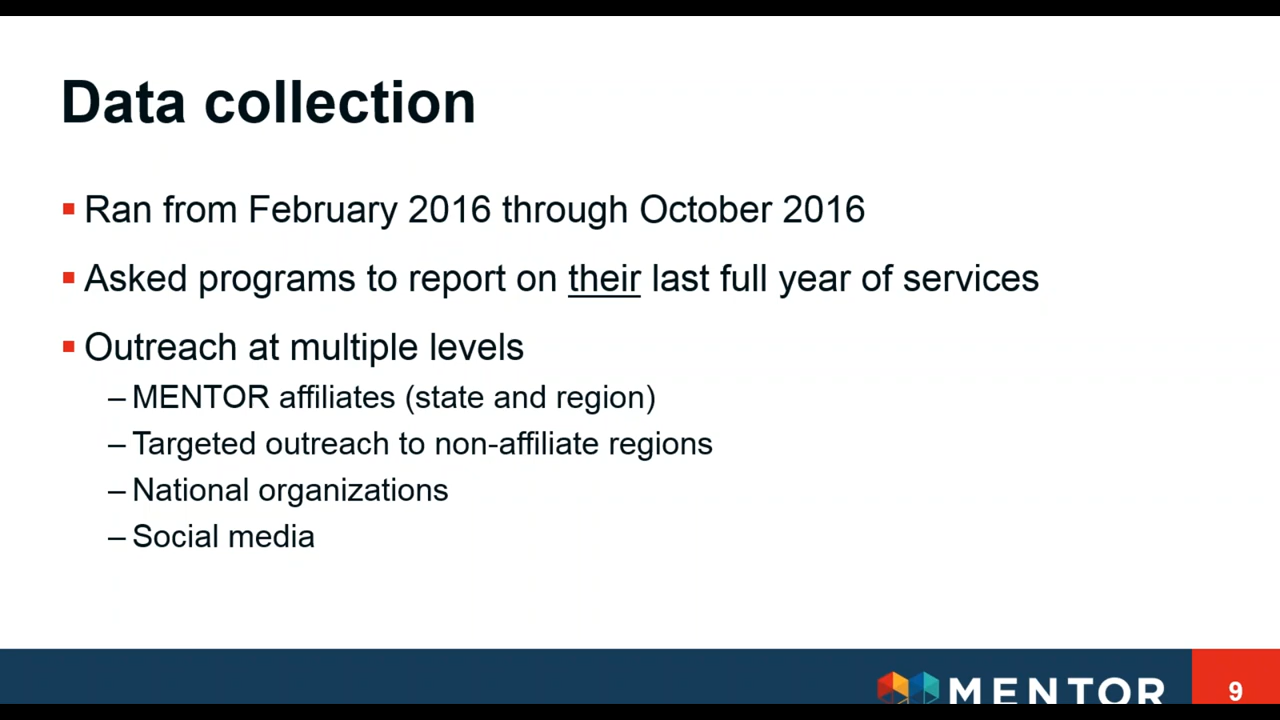 Data collection
▪ Ran from February 2016 through October 2016
▪ Asked programs to report on their last full year of services
▪ Outreach at multiple levels
– MENTOR affiliates (state and region)
– Targeted outreach to non-affiliate regions
– National organizations
– Social media
MENTOR
9